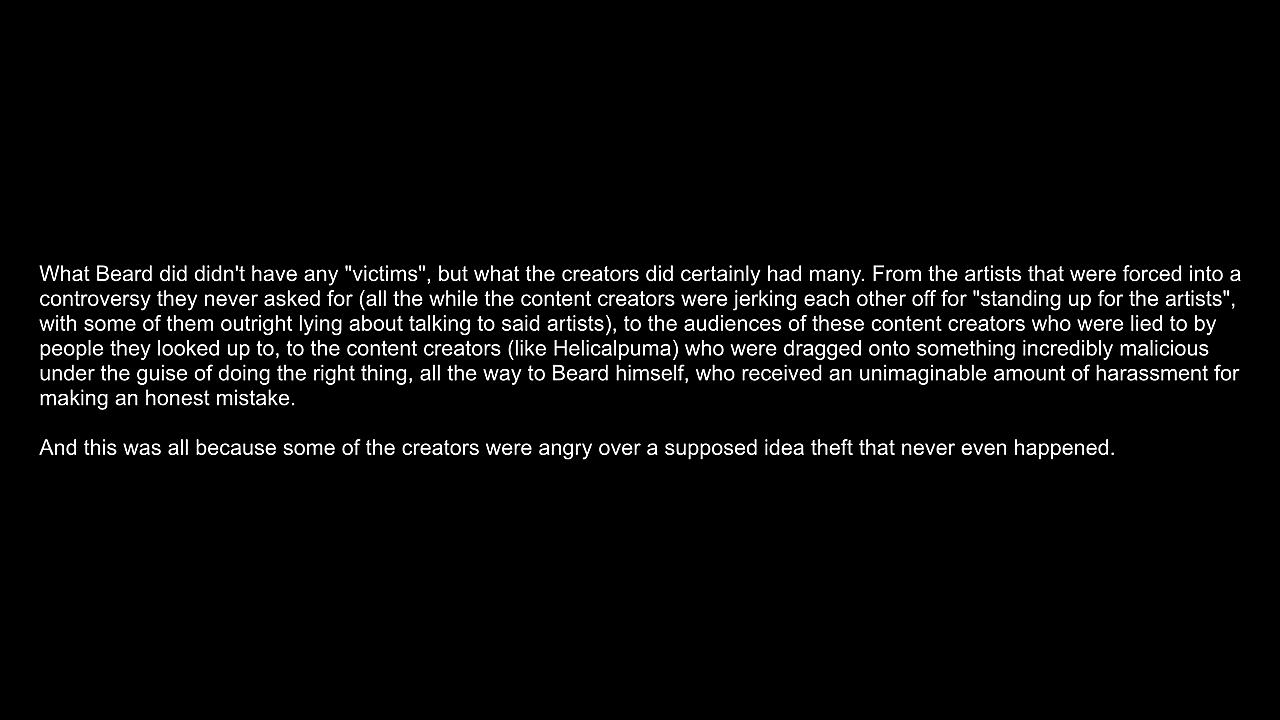 What Beard did didn't have any "victims", but what the creators did certainly had many. From the artists that were forced into a
controversy they never asked for (all the while the content creators were jerking each other off for "standing up for the artists",
with some of them outright lying about talking to said artists), to the audiences of these content creators who were lied to by
people they looked up to, to the content creators (like Helicalpuma) who were dragged onto something incredibly malicious
under the guise of doing the right thing, all the way to Beard himself, who received an unimaginable amount of harassment for
making an honest mistake.
And this was all because some of the creators were angry over a supposed idea theft that never even happened.